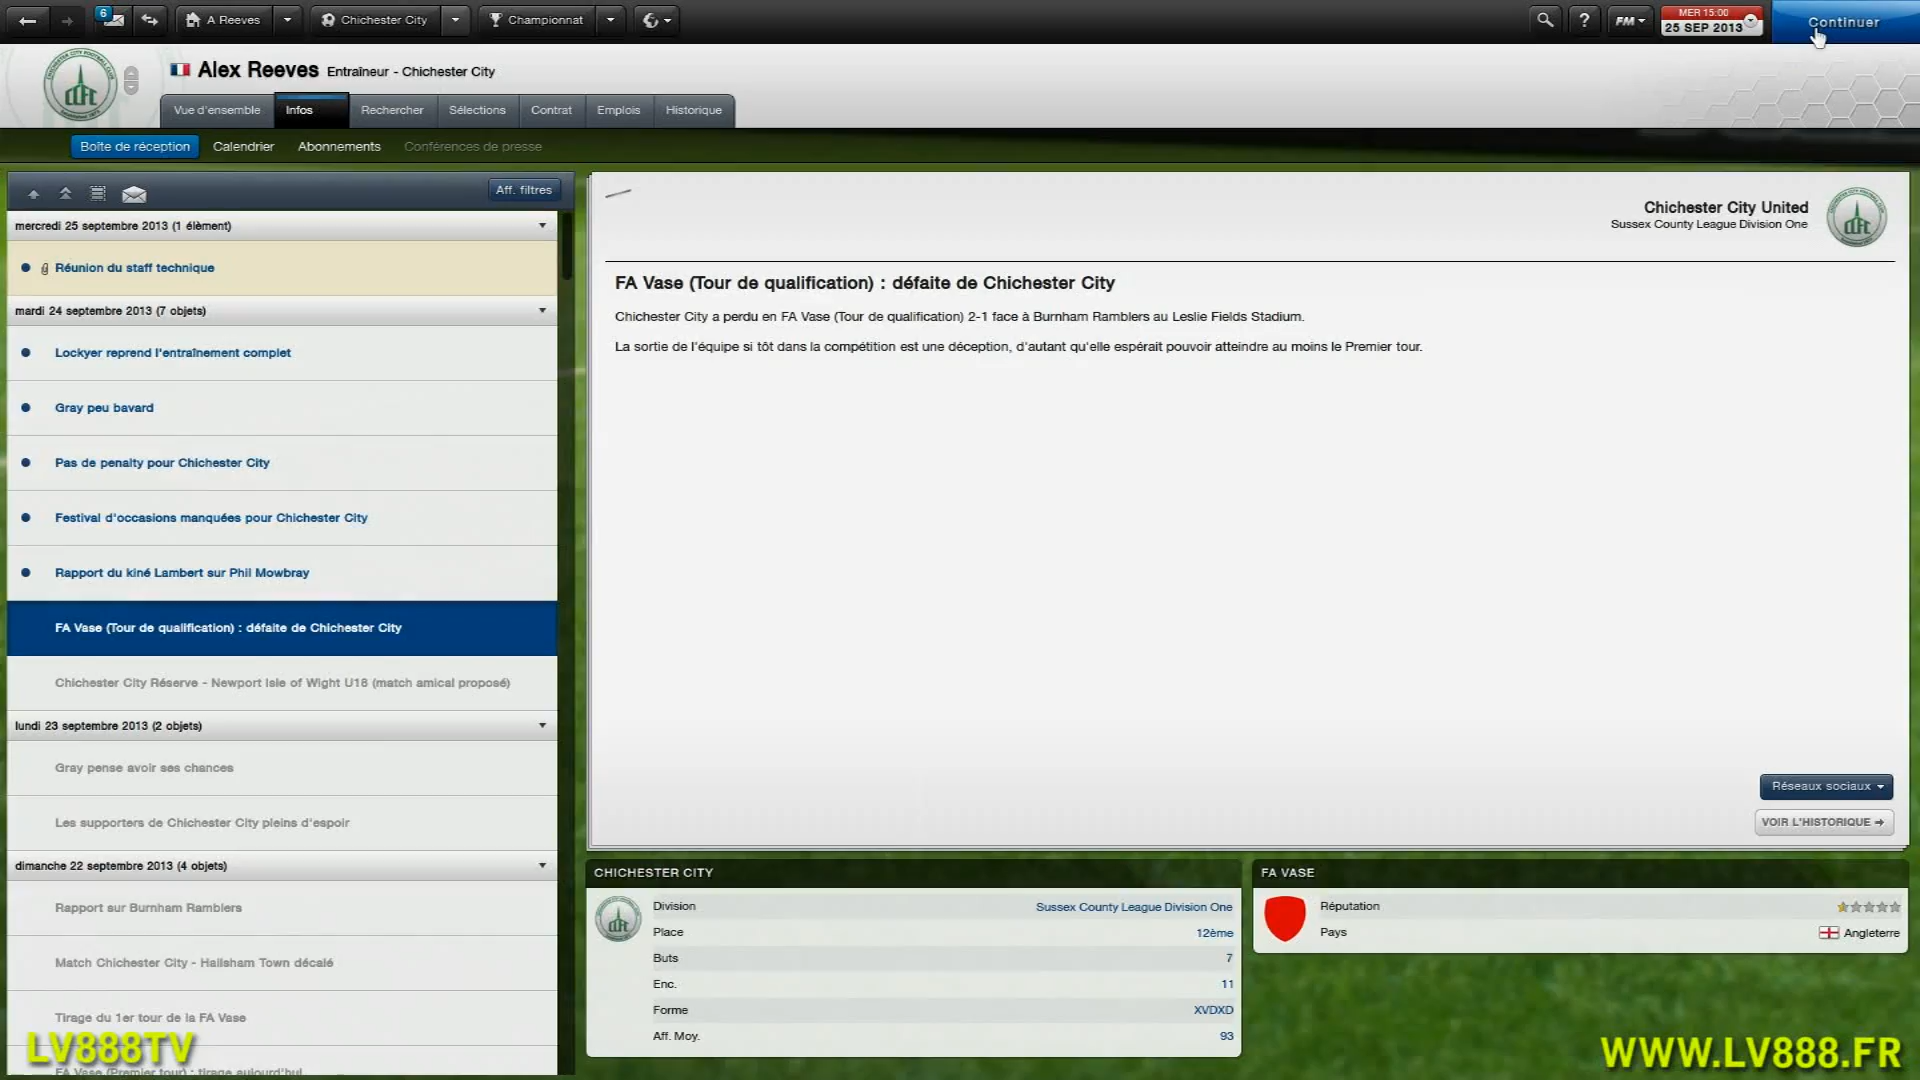 6
A Reeves
Chichester City
Championnat
?
FM
MER 15:00
25 SEP 2013
Continuer
Alex Reeves Entraîneur - Chichester City
Vue d'ensemble
Infos
Rechercher
Sélections
Contrat
Emplois
Historique
Boîte de réception
Calendrier
Abonnements
Conférences de presse
Aff. filtres
mercredi 25 septembre 2013 (1 élèment)
Réunion du staff technique
mardi 24 septembre 2013 (7 objets)
Lockyer reprend l'entraînement complet
Gray peu bavard
Pas de penalty pour Chichester City
Festival d'occasions manquées pour Chichester City
Rapport du kiné Lambert sur Phil Mowbray
FA Vase (Tour de qualification) : défaite de Chichester City
Chichester City Réserve - Newport Isle of Wight U18 (match amical proposé)
lundi 23 septembre 2013 (2 objets)
Gray pense avoir ses chances
Les supporters de Chichester City pleins d'espoir
dimanche 22 septembre 2013 (4 objets)
Rapport sur Burnham Ramblers
Match Chichester City - Hailsham Town décalé
Tirage du 1er tour de la FA Vase
FA Vase (Premier tour) : tirage aujourd'hui
LV888TV
Chichester City United
Sussex County League Division One
FA Vase (Tour de qualification) : défaite de Chichester City
Chichester City a perdu en FA Vase (Tour de qualification) 2-1 face à Burnham Ramblers au Leslie Fields Stadium.
La sortie de l'équipe si tôt dans la compétition est une déception, d'autant qu'elle espérait pouvoir atteindre au moins le Premier tour.
Réseaux sociaux
VOIR L'HISTORIQUE
CHICHESTER CITY
Division Sussex County League Division One
Place 12ème
Buts 7
Enc. 11
Forme XVDXD
Aff. Moy. 93
FA VASE
Réputation
Pays Angleterre
WWW.LV888.FR